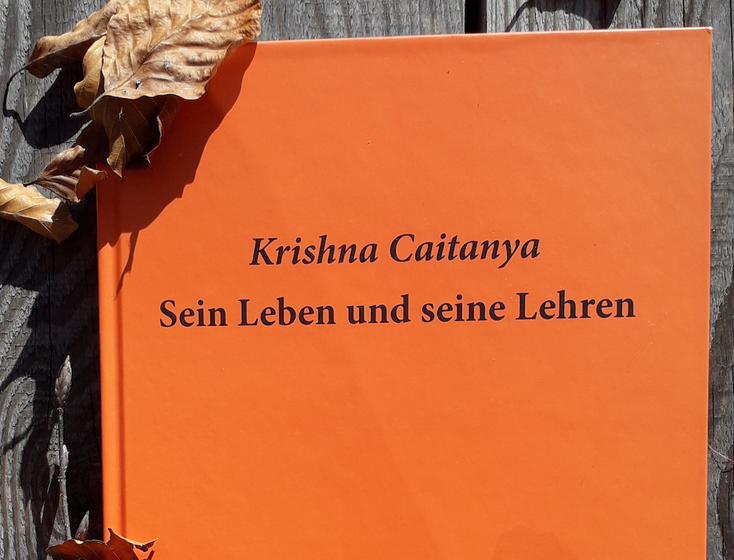 Krishna Caitanya
Sein Leben und seine Lehren